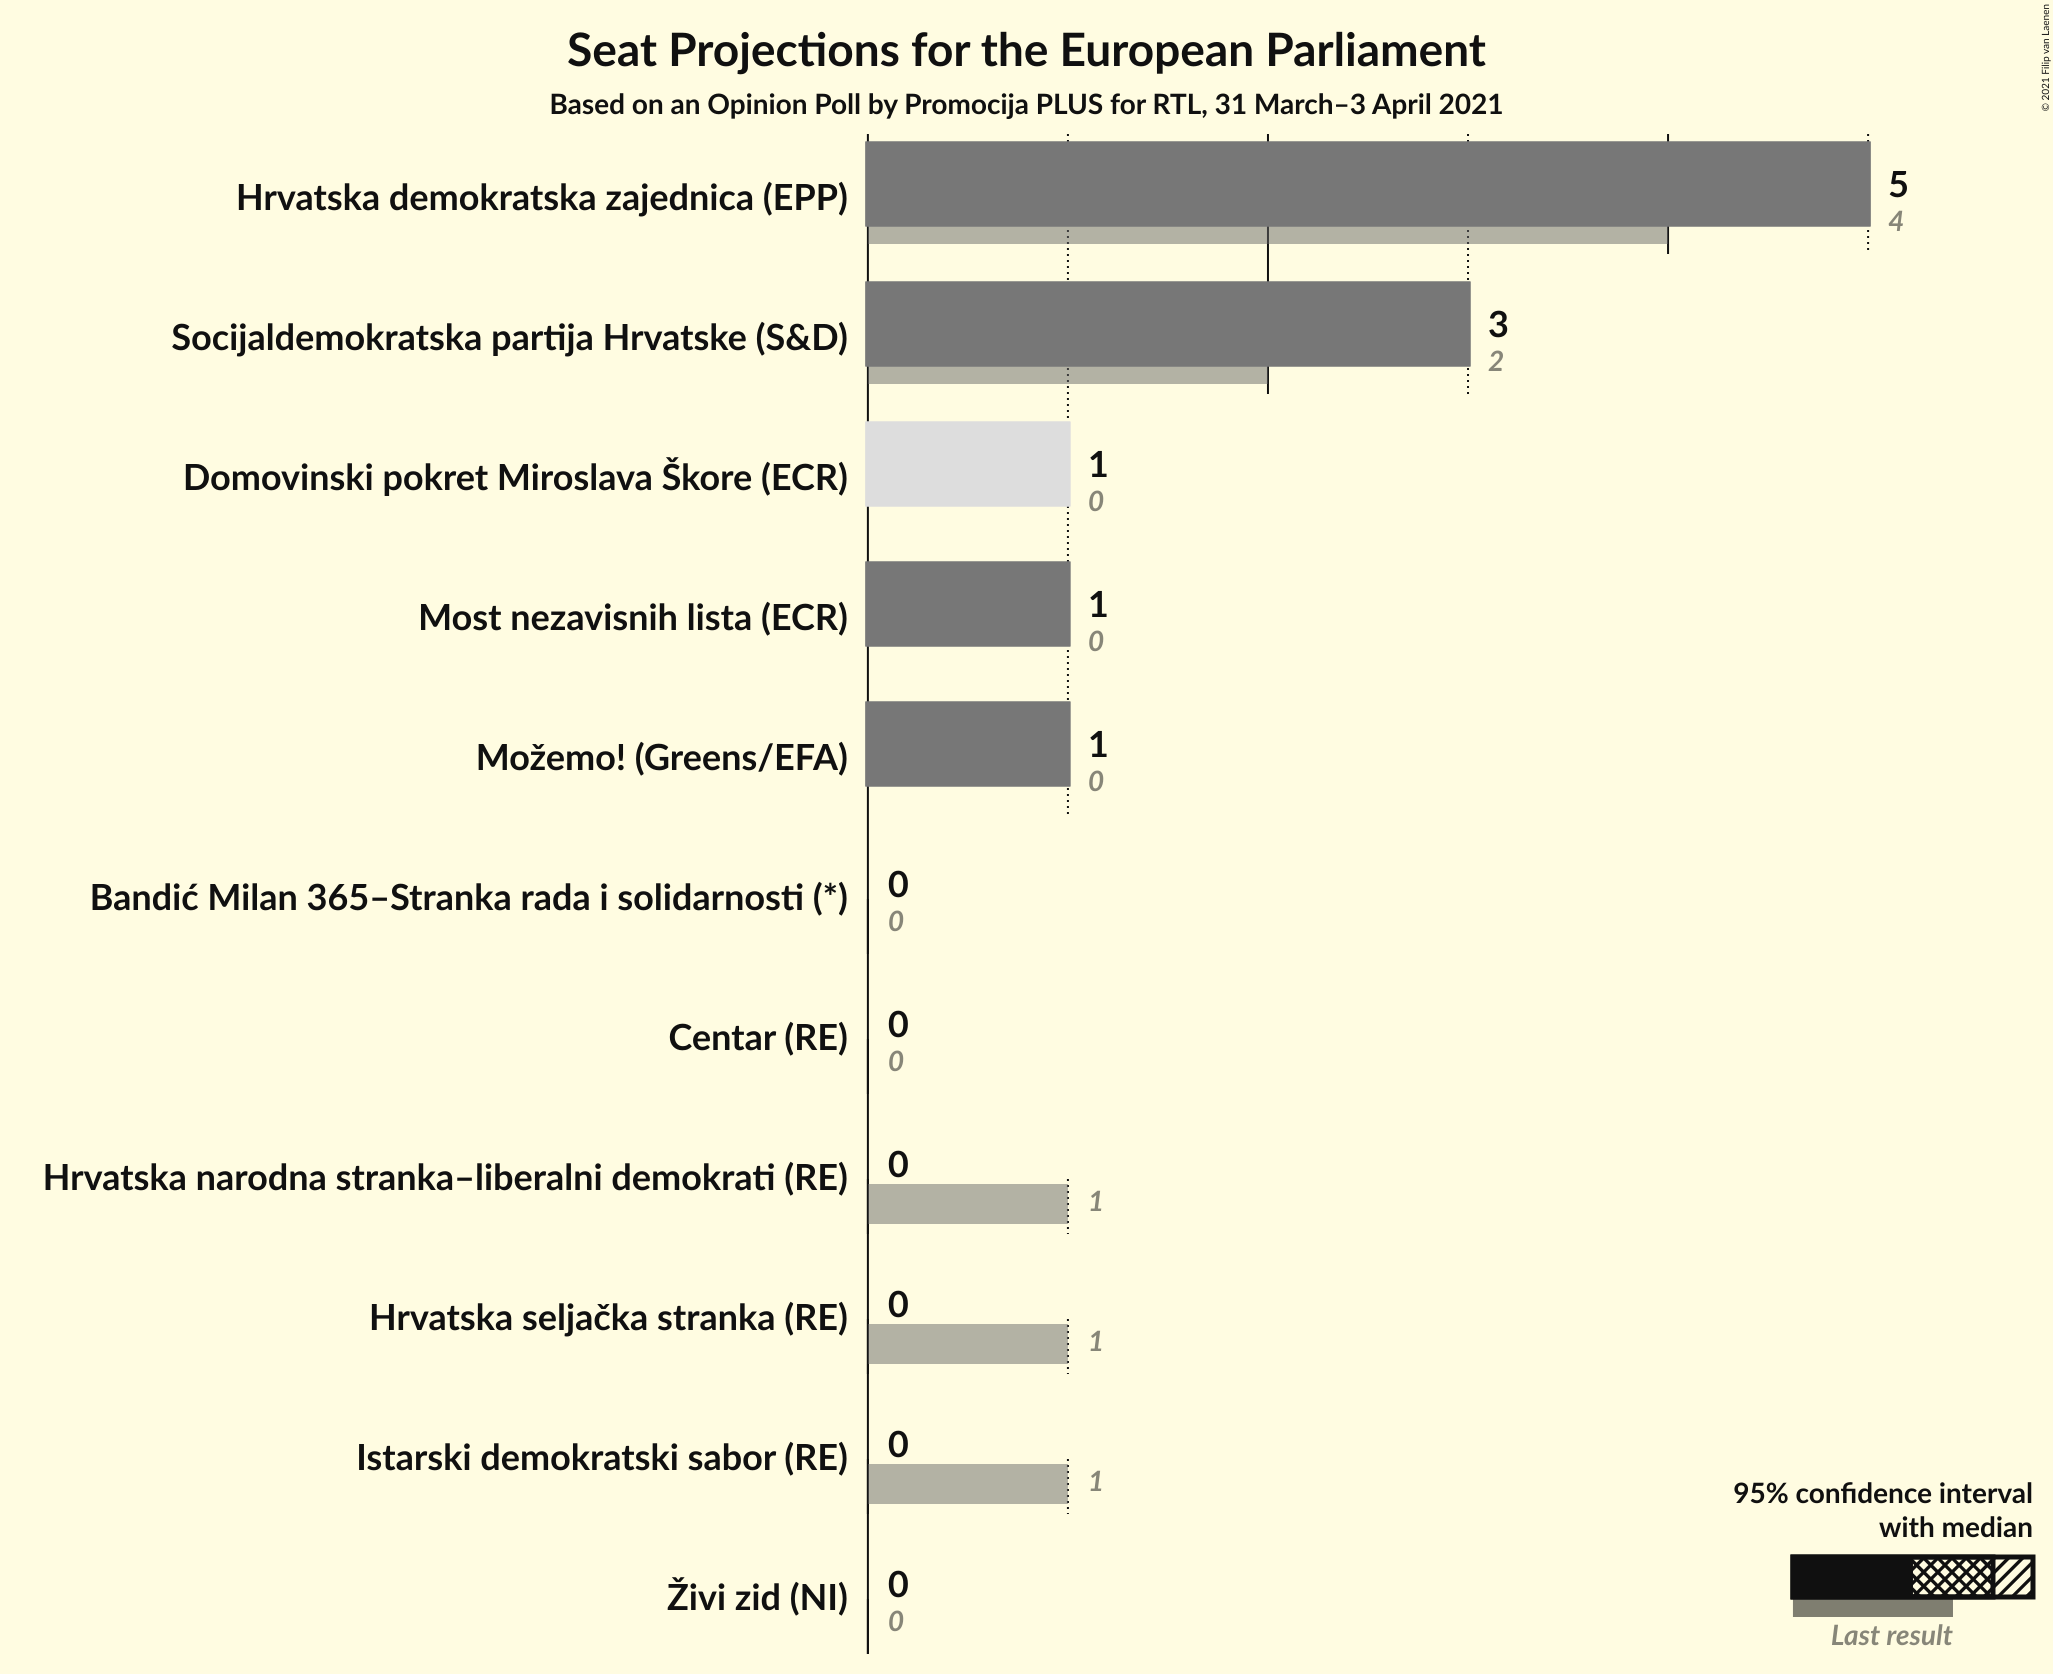 Seat Projections for the European Parliament
Based on an Opinion Poll by Promocija PLUS for RTL, 31 March–3 April 2021
© 2021 Filip van Laenen
Hrvatska demokratska zajednica (EPP)
5
4
Socijaldemokratska partija Hrvatske (S&D)
3
2
Domovinski pokret Miroslava Škore (ECR)
1
0
Most nezavisnih lista (ECR)
1
0
Možemo! (Greens/EFA)
1
0
Bandić Milan 365–Stranka rada i solidarnosti (*)
0
0
Centar (RE)
0
0
Hrvatska narodna stranka–liberalni demokrati (RE)
0
1
Hrvatska seljačka stranka (RE)
0
1
Istarski demokratski sabor (RE)
0
1
Živi zid (NI)
0
0
95% confidence interval
with median
Last result